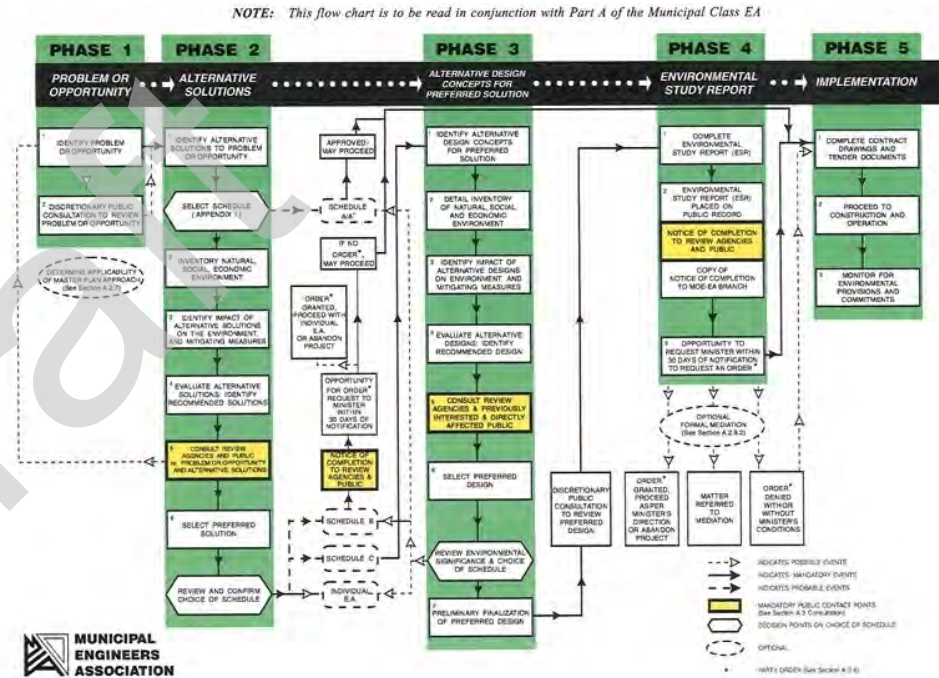 NOTE: This flow chart is to be read in conjunction with Part A of the Municipal Class EA
PHASE 1
PROBLEM OR
OPPORTUNITY
1 IDENTIFY PROBLEM
OR OPPORTUNITY
2 DISCRETIONARY PUBLIC
CONSULTATION TO REVIEW
PROBLEM OR OPPORTUNITY
DETERMINE APPLICABILITY
OF MASTER PLAN APPROACH
(See Section A.2.7)
PHASE 2
ALTERNATIVE
SOLUTIONS
1 IDENTIFY ALTERNATIVE
SOLUTIONS TO PROBLEM
OR OPPORTUNITY
SELECT SCHEDULE
(APPENDIX I)
2 INVENTORY NATURAL,
SOCIAL, ECONOMIC
ENVIRONMENT
3 IDENTIFY IMPACT OF
ALTERNATIVE SOLUTIONS
ON THE ENVIRONMENT,
AND MITIGATING MEASURES
4 EVALUATE ALTERNATIVE
SOLUTIONS: IDENTIFY
RECOMMENDED SOLUTIONS
5 CONSULT REVIEW
AGENCIES AND PUBLIC
re: PROBLEM OR OPPORTUNITY
AND ALTERNATIVE SOLUTIONS
6 SELECT PREFERRED
SOLUTION
REVIEW AND CONFIRM
CHOICE OF SCHEDULE
APPROVED-
MAY PROCEED
SCHEDULE
A/A+
IF NO
ORDER*,
MAY PROCEED
ORDER*
GRANTED,
PROCEED WITH
INDIVIDUAL
E.A.
OR ABANDON
PROJECT
OPPORTUNITY
FOR ORDER*
REQUEST TO
MINISTER
WITHIN
30 DAYS OF
NOTIFICATION
NOTICE OF
COMPLETION
TO REVIEW
AGENCIES &
PUBLIC
SCHEDULE B
SCHEDULE C
INDIVIDUAL
E.A.
PHASE 3
ALTERNATIVE DESIGN
CONCEPTS FOR
PREFERRED SOLUTION
1 IDENTIFY ALTERNATIVE
DESIGN CONCEPTS
FOR PREFERRED
SOLUTION
2 DETAIL INVENTORY
OF NATURAL, SOCIAL
AND ECONOMIC
ENVIRONMENT
3 IDENTIFY IMPACT OF
ALTERNATIVE DESIGNS
ON ENVIRONMENT AND
MITIGATING MEASURES
4 EVALUATE ALTERNATIVE
DESIGNS: IDENTIFY
RECOMMENDED DESIGN
5 CONSULT REVIEW
AGENCIES & PREVIOUSLY
INTERESTED & DIRECTLY
AFFECTED PUBLIC
6 SELECT PREFERRED
DESIGN
REVIEW ENVIRONMENTAL
SIGNIFICANCE & CHOICE
OF SCHEDULE
7 PRELIMINARY FINALIZATION
OF PREFERRED DESIGN
DISCRETIONARY
PUBLIC
CONSULTATION
TO REVIEW
PREFERRED
DESIGN
PHASE 4
ENVIRONMENTAL
STUDY REPORT
1 COMPLETE
ENVIRONMENTAL
STUDY REPORT (ESR)
2 ENVIRONMENTAL
STUDY REPORT (ESR)
PLACED ON
PUBLIC RECORD
NOTICE OF COMPLETION
TO REVIEW AGENCIES
AND PUBLIC
COPY OF
NOTICE OF COMPLETION
TO MOE-EA BRANCH
3 OPPORTUNITY TO
REQUEST MINISTER WITHIN
30 DAYS OF NOTIFICATION
TO REQUEST AN ORDER*
OPTIONAL
FORMAL MEDIATION
(See Section A.2.8.2)
ORDER*
GRANTED,
PROCEED
AS PER
MINISTER'S
DIRECTION
OR ABANDON
PROJECT
MATTER
REFERRED
TO
MEDIATION
ORDER*
DENIED WITH OR
WITHOUT
MINISTER'S
CONDITIONS
PHASE 5
IMPLEMENTATION
1 COMPLETE CONTRACT
DRAWINGS AND
TENDER DOCUMENTS
2 PROCEED TO
CONSTRUCTION AND
OPERATION
3 MONITOR FOR
ENVIRONMENTAL
PROVISIONS AND
COMMITMENTS
INDICATES POSSIBLE EVENTS
INDICATES MANDATORY EVENTS
INDICATES PROBABLE EVENTS
MANDATORY PUBLIC CONTACT POINTS
(See Section A.3 Consultation)
DECISION POINTS ON CHOICE OF SCHEDULE
OPTIONAL
* PART II ORDER (See Section A.2.8)
MUNICIPAL
ENGINEERS
ASSOCIATION